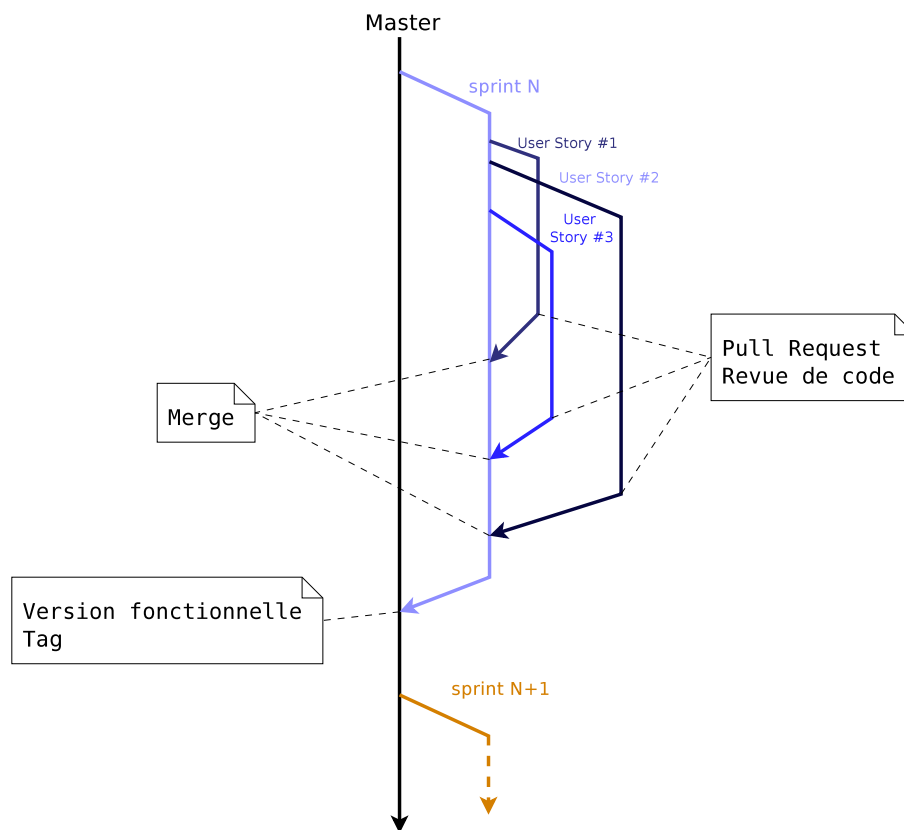 Master
sprint N
User Story #1
User Story #2
User
Story #3
Pull Request
Revue de code
Merge
Version fonctionnelle
Tag
sprint N+1